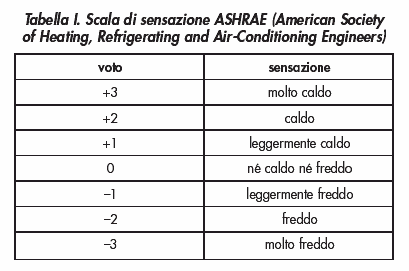 Tabella I. Scala di sensazione ASHRAE (American Society
of Heating, Refrigerating and Air-Conditioning Engineers)
voto sensazione
+3 molto caldo
+2 caldo
+1 leggermente caldo
0 né caldo né freddo
–1 leggermente freddo
–2 freddo
–3 molto freddo